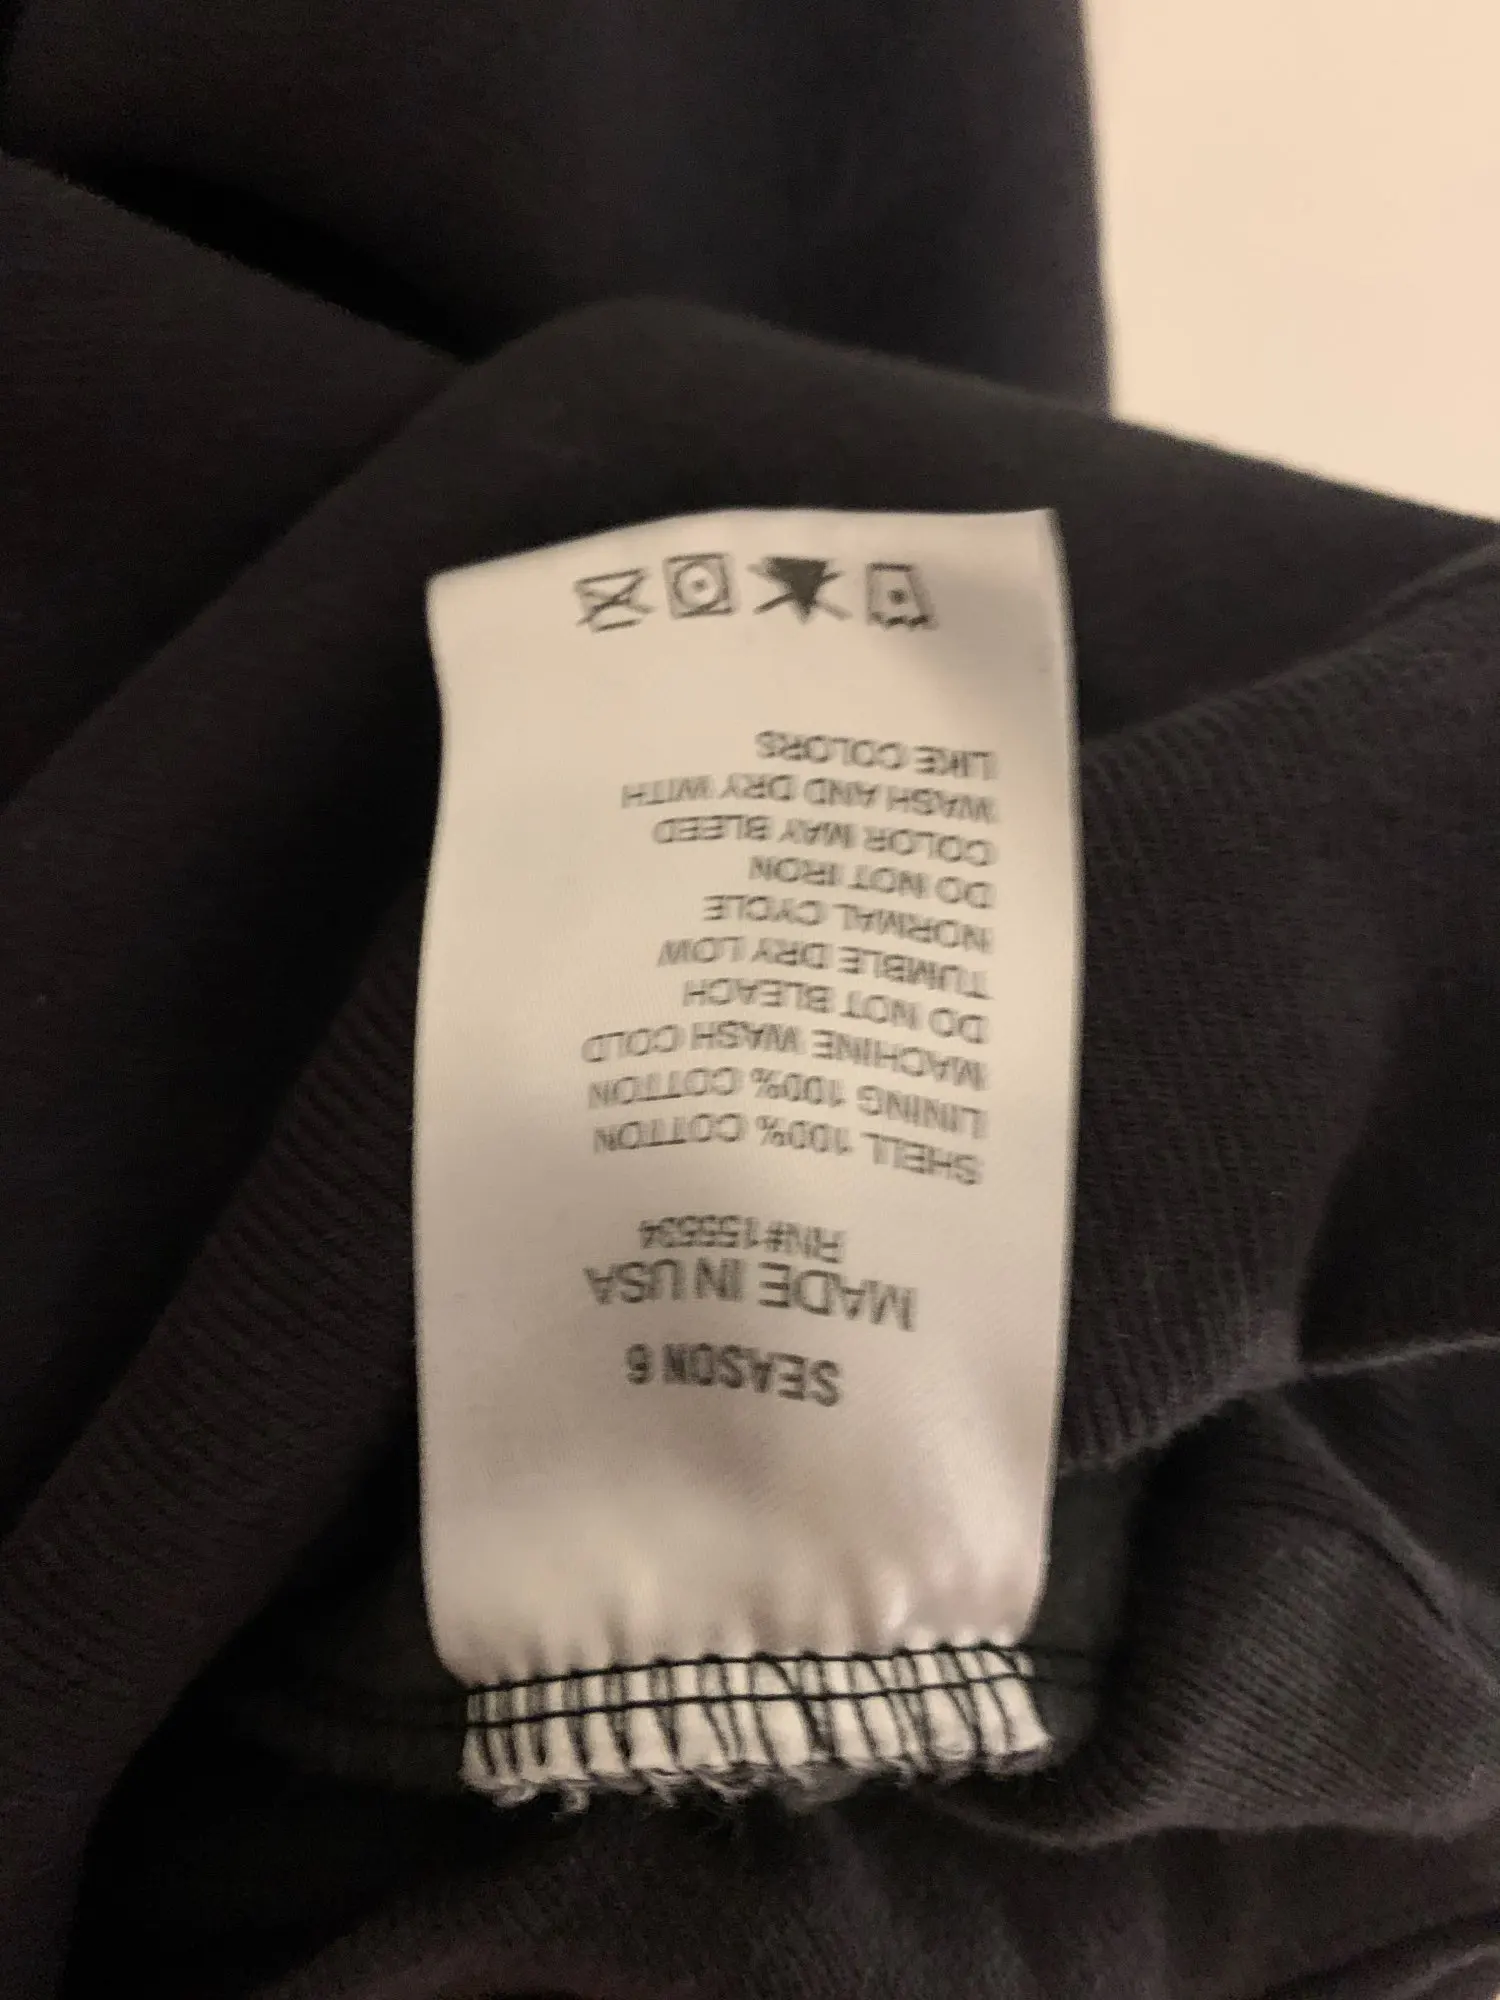 SEASON 6
MADE IN USA
RN#155534
SHELL 100% COTTON
LINING 100% COTTON
MACHINE WASH COLD
DO NOT BLEACH
TUMBLE DRY LOW
NORMAL CYCLE
DO NOT IRON
COLOR MAY BLEED
WASH AND DRY WITH
LIKE COLORS